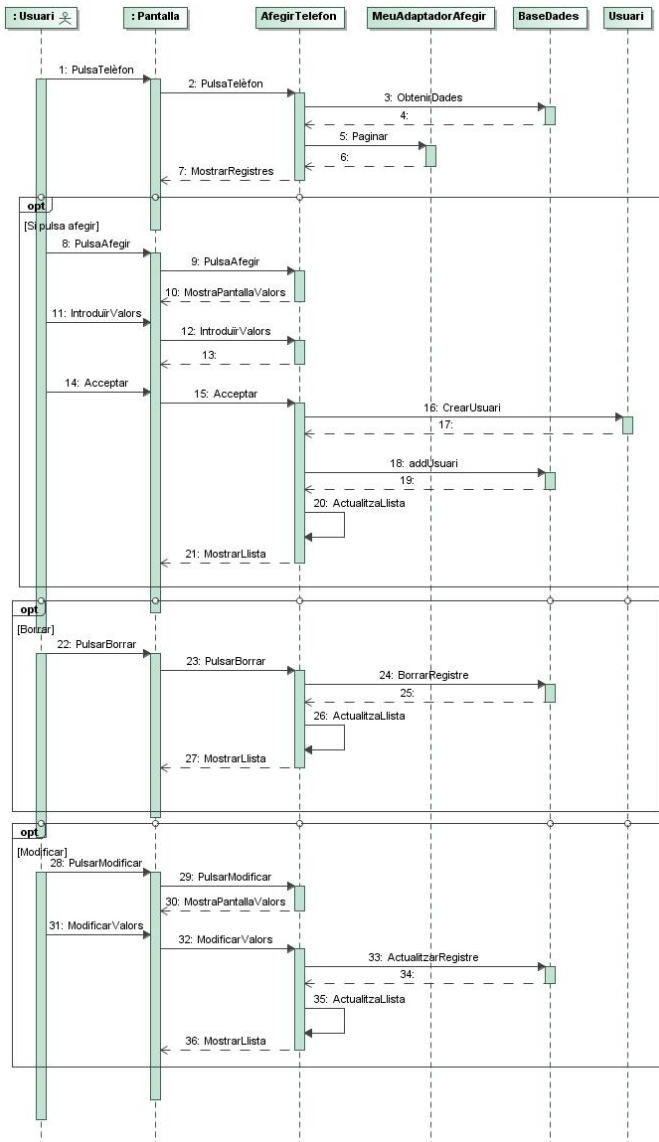 : Usuari
: Pantalla
AfegirTelefon
MeuAdaptadorAfegir
BaseDades
Usuari
1: PulsaTelèfon
2: PulsaTelèfon
3: ObtenirDades
4:
5: Paginar
6:
7: MostrarRegistres
opt
[Si pulsa afegir]
8: PulsaAfegir
9: PulsaAfegir
10: MostraPantallaValors
11: IntroduïrValors
12: IntroduïrValors
13:
14: Acceptar
15: Acceptar
16: CrearUsuari
17:
18: addUsuari
19:
20: ActualitzaLlista
21: MostrarLlista
opt
[Borrar]
22: PulsarBorrar
23: PulsarBorrar
24: BorrarRegistre
25:
26: ActualitzaLlista
27: MostrarLlista
opt
[Modificar]
28: PulsarModificar
29: PulsarModificar
30: MostraPantallaValors
31: ModificarValors
32: ModificarValors
33: ActualitzarRegistre
34:
35: ActualitzaLlista
36: MostrarLlista